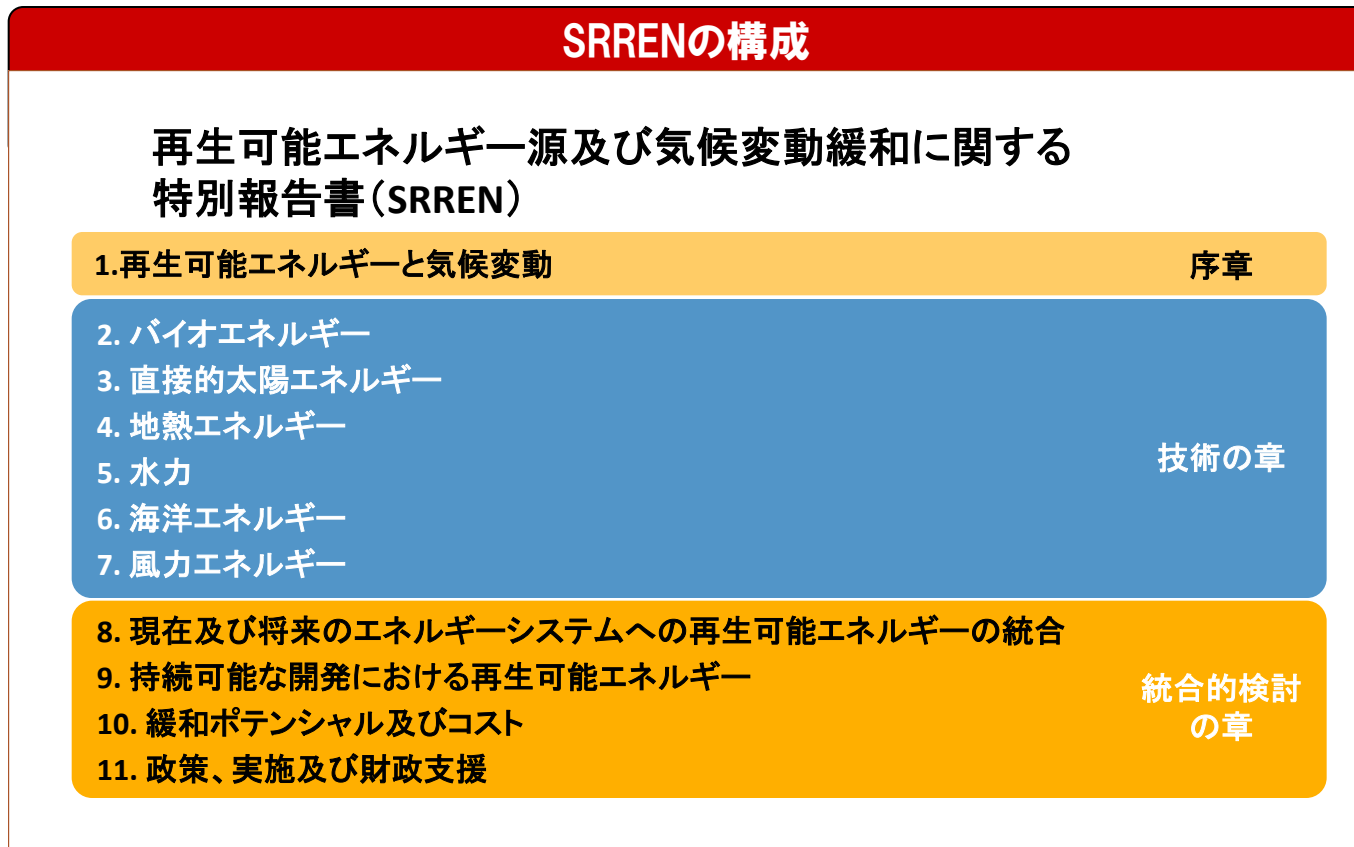 SRRENの構成
再生可能エネルギー源及び気候変動緩和に関する
特別報告書（SRREN）
1.再生可能エネルギーと気候変動
序章
2. バイオエネルギー
3. 直接的太陽エネルギー
4. 地熱エネルギー
5. 水力
6. 海洋エネルギー
7. 風力エネルギー
技術の章
8. 現在及び将来のエネルギーシステムへの再生可能エネルギーの統合
9. 持続可能な開発における再生可能エネルギー
10. 緩和ポテンシャル及びコスト
11. 政策、実施及び財政支援
統合的検討
の章